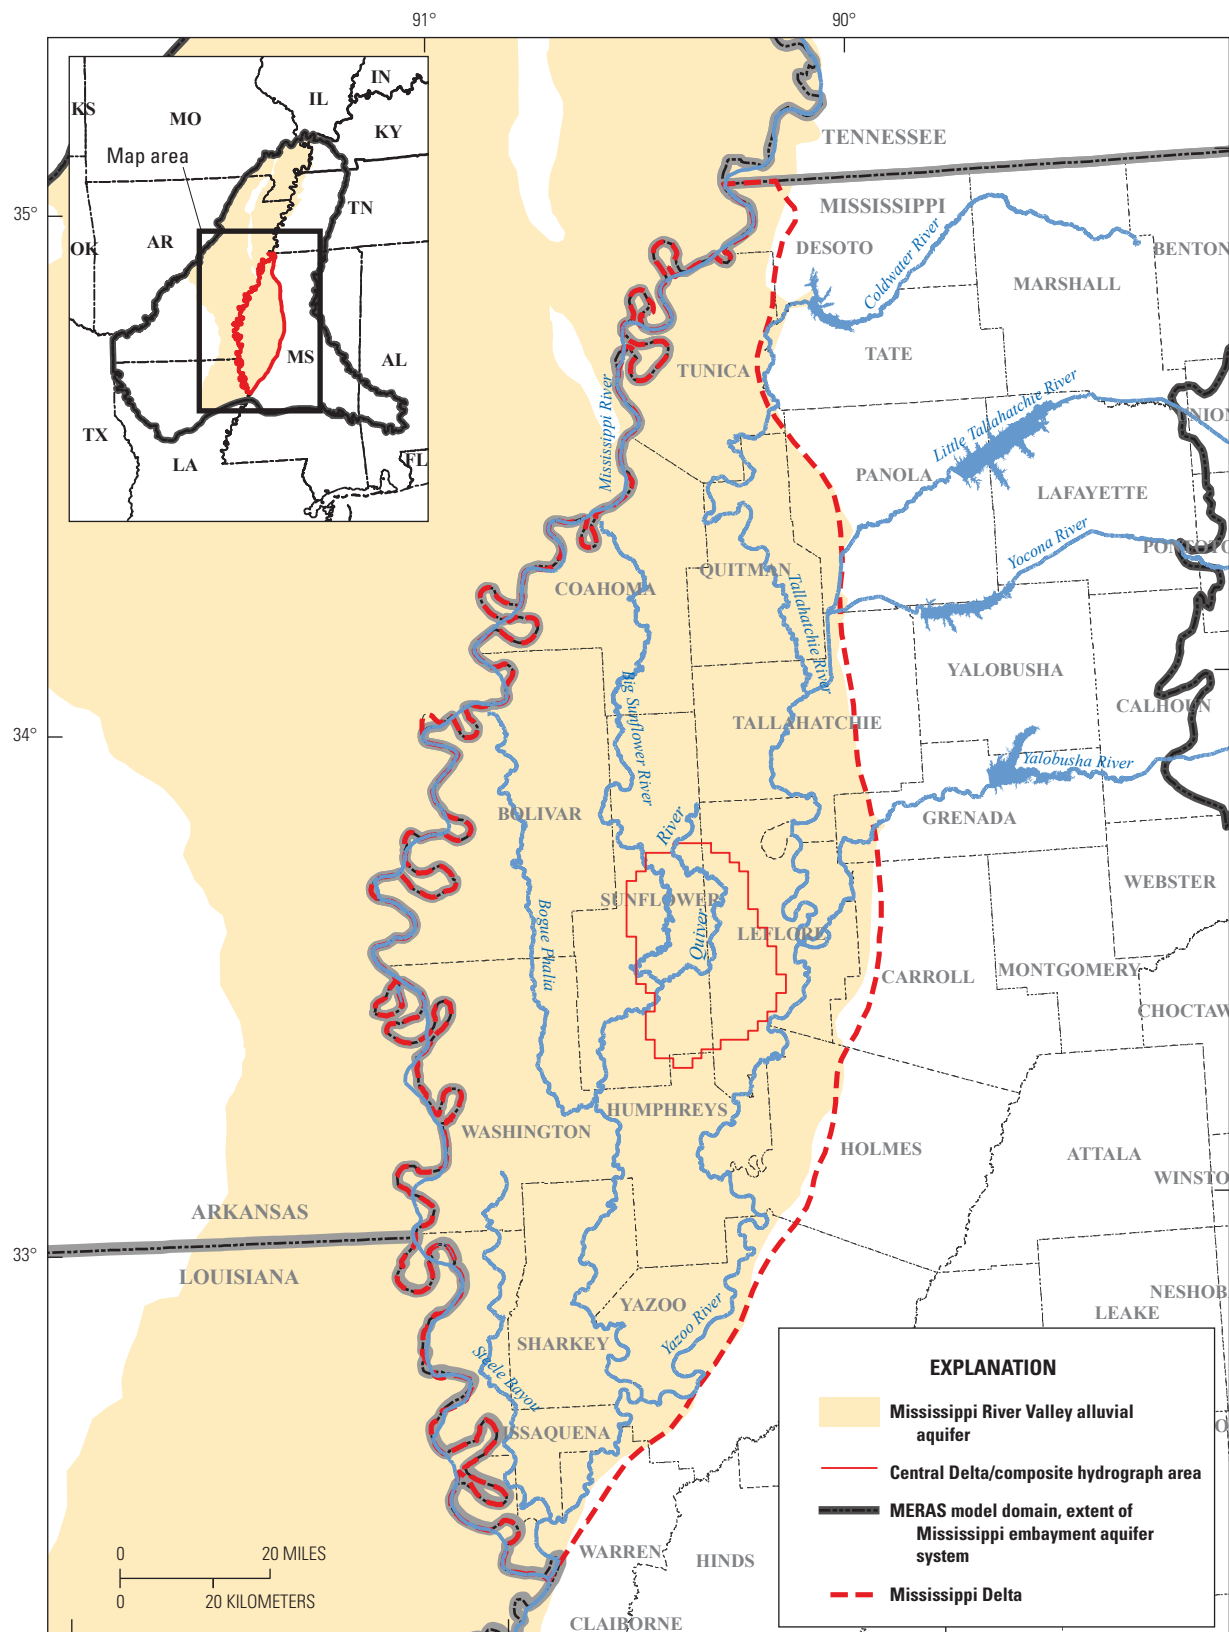 91°
90°
35°
34°
33°
KS
MO
IL
IN
KY
Map area
TN
OK
AR
MS
AL
TX
LA
FL
TENNESSEE
MISSISSIPPI
DESOTO
Coldwater River
BENTON
MARSHALL
TATE
TUNICA
Mississippi River
Little Tallahatchie River
UNION
PANOLA
LAFAYETTE
Yocona River
PONTOTOC
QUITMAN
COAHOMA
Tallahatchie River
YALOBUSHA
Big Sunflower River
CALHOUN
TALLAHATCHIE
Yalobusha River
BOLIVAR
River
GRENADA
WEBSTER
SUNFLOWER
Quiver
LEFLORE
Bogue Phalia
CARROLL
MONTGOMERY
CHOCTAW
HUMPHREYS
WASHINGTON
HOLMES
ATTALA
WINSTO
ARKANSAS
LOUISIANA
YAZOO
NESHOB
LEAKE
SHARKEY
Yazoo River
Steele Bayou
ISSAQUENA
WARREN
HINDS
CLAIBORNE
0 20 MILES
0 20 KILOMETERS
EXPLANATION
Mississippi River Valley alluvial
aquifer
Central Delta/composite hydrograph area
MERAS model domain, extent of
Mississippi embayment aquifer
system
Mississippi Delta